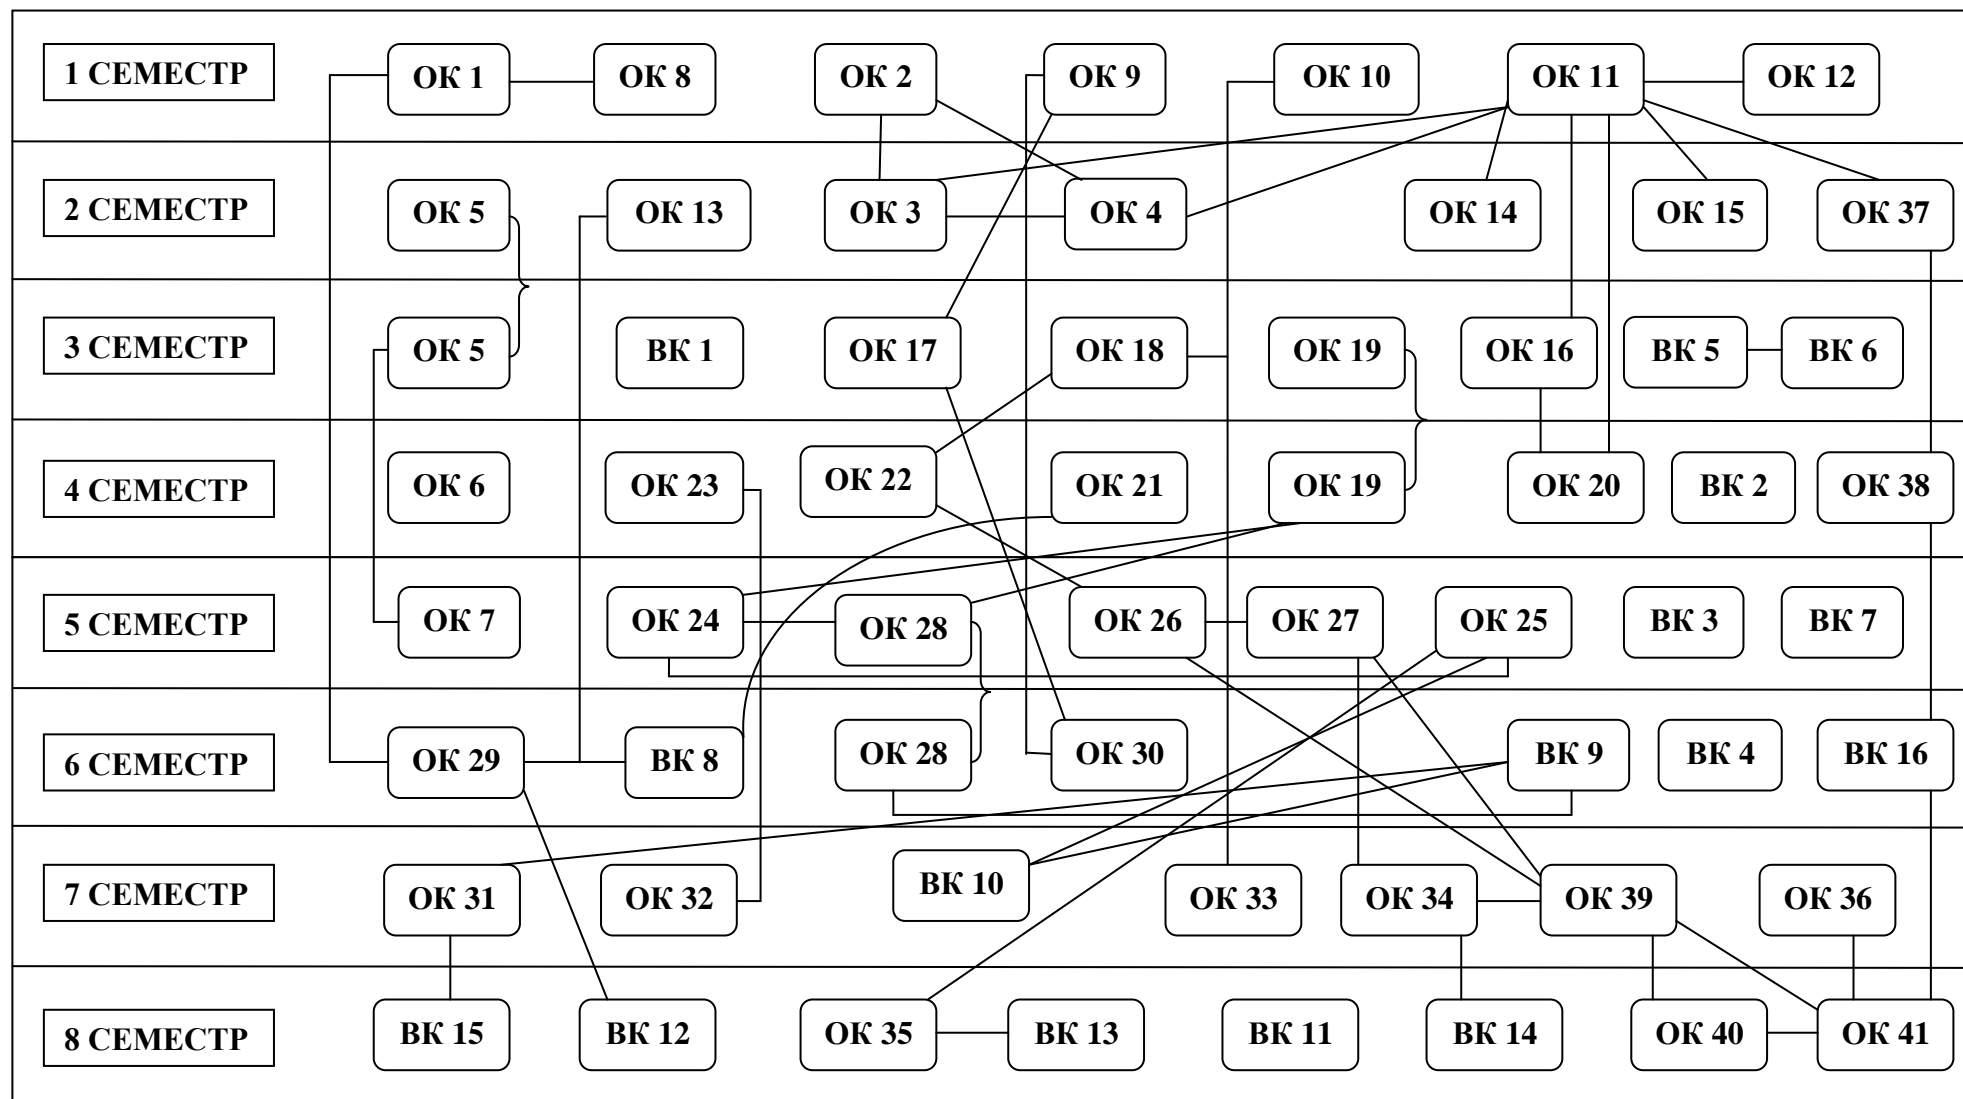 1 СЕМЕСТР ОК 1 ОК 8 ОК 2 ОК 9 ОК 10 ОК 11 ОК 12
2 СЕМЕСТР ОК 5 ОК 13 ОК 3 ОК 4 ОК 14 ОК 15 ОК 37
3 СЕМЕСТР ОК 5 ВК 1 ОК 17 ОК 18 ОК 19 ОК 16 ВК 5 ВК 6
4 СЕМЕСТР ОК 6 ОК 23 ОК 22 ОК 21 ОК 19 ОК 20 ВК 2 ОК 38
5 СЕМЕСТР ОК 7 ОК 24 ОК 28 ОК 26 ОК 27 ОК 25 ВК 3 ВК 7
6 СЕМЕСТР ОК 29 ВК 8 ОК 28 ОК 30 ВК 9 ВК 4 ВК 16
7 СЕМЕСТР ОК 31 ОК 32 ВК 10 ОК 33 ОК 34 ОК 39 ОК 36
8 СЕМЕСТР ВК 15 ВК 12 ОК 35 ВК 13 ВК 11 ВК 14 ОК 40 ОК 41